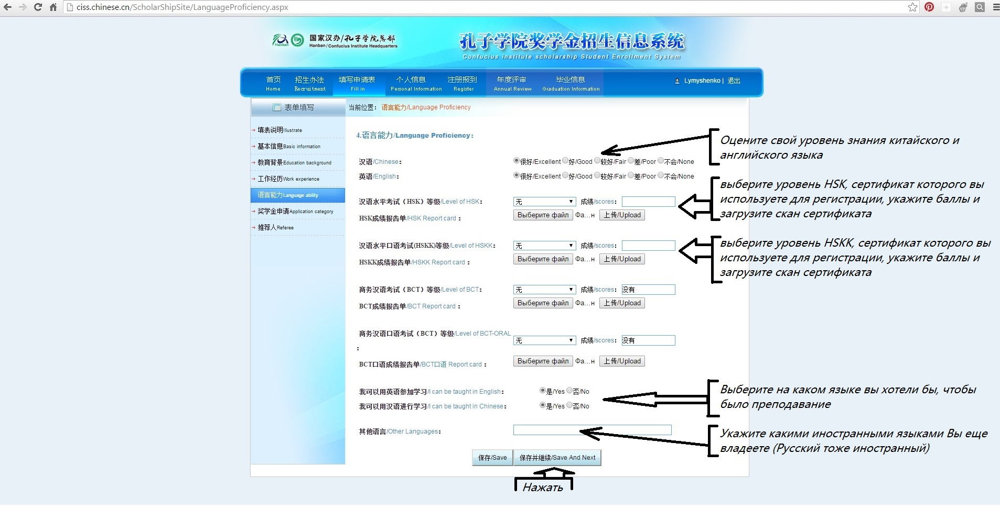 ciss.chinese.cn/ScholarShipSite/LanguageProficiency.aspx
Hanban
国家汉办/孔子学院总部
Hanban/Confucius Institute Headquarters
孔子学院奖学金招生信息系统
Confucius institute scholarship Student Enrollment System
首页 招生办法 填写申请表 个人信息 注册报到 年度评审 毕业信息
Home Recruitment Fill in Personal Information Register Annual Review Graduation Information
Lymyshenko | 退出
表单填写
当前位置： 语言能力/Language Proficiency
填表说明Illustrate
基本信息Basic information
教育背景Education background
工作经历Work experience
语言能力Language ability
奖学金申请Application category
推荐人Referee
4.语言能力/Language Proficiency：
汉语/Chinese： 很好/Excellent 好/Good 较好/Fair 差/Poor 不会/None
英语/English： 很好/Excellent 好/Good 较好/Fair 差/Poor 不会/None
Оцените свой уровень знания китайского и
английского языка
汉语水平考试（HSK）等级/Level of HSK： 无 成绩/scores：
HSK成绩报告单/HSK Report card： Выберите файл Фа...н 上传/Upload
выберите уровень HSK, сертификат которого вы
используете для регистрации, укажите баллы и
загрузите скан сертификата
汉语水平口语考试(HSKK)等级/Level of HSKK： 无 成绩/scores：
HSKK成绩报告单/HSKK Report card： Выберите файл Фа...н 上传/Upload
выберите уровень HSKK, сертификат которого вы
используете для регистрации, укажите баллы и
загрузите скан сертификата
商务汉语考试（BCT）等级/Level of BCT： 无 成绩/scores： 没有
BCT成绩报告单/BCT Report card： Выберите файл Фа...н 上传/Upload
商务汉语口语考试（BCT）等级/Level of BCT-ORAL
： 无 成绩/scores： 没有
BCT口语成绩报告单/BCT口语 Report card： Выберите файл Фа...н 上传/Upload
我可以用英语参加学习/I can be taught in English： 是/Yes 否/No
我可以用汉语进行学习/I can be taught in Chinese： 是/Yes 否/No
Выберите на каком языке вы хотели бы, чтобы
было преподавание
其他语言/Other Languages：
Укажите какими иностранными языками Вы еще
владеете (Русский тоже иностранный)
保存/Save 保存并继续/Save And Next
Нажать